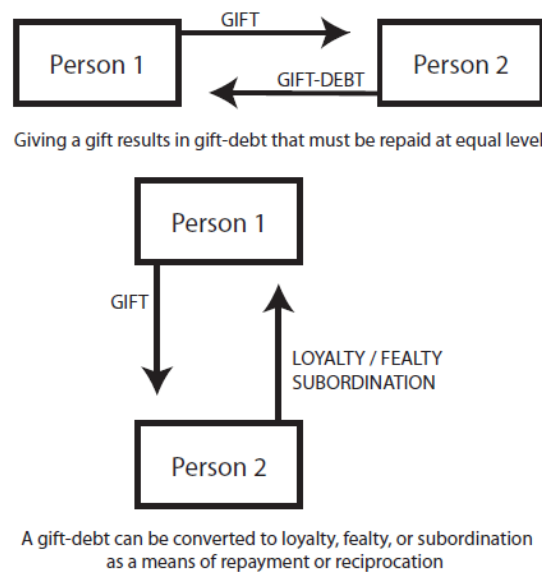 GIFT
Person 1
Person 2
GIFT-DEBT
Giving a gift results in gift-debt that must be repaid at equal level
Person 1
GIFT
LOYALTY / FEALTY
SUBORDINATION
Person 2
A gift-debt can be converted to loyalty, fealty, or subordination
as a means of repayment or reciprocation